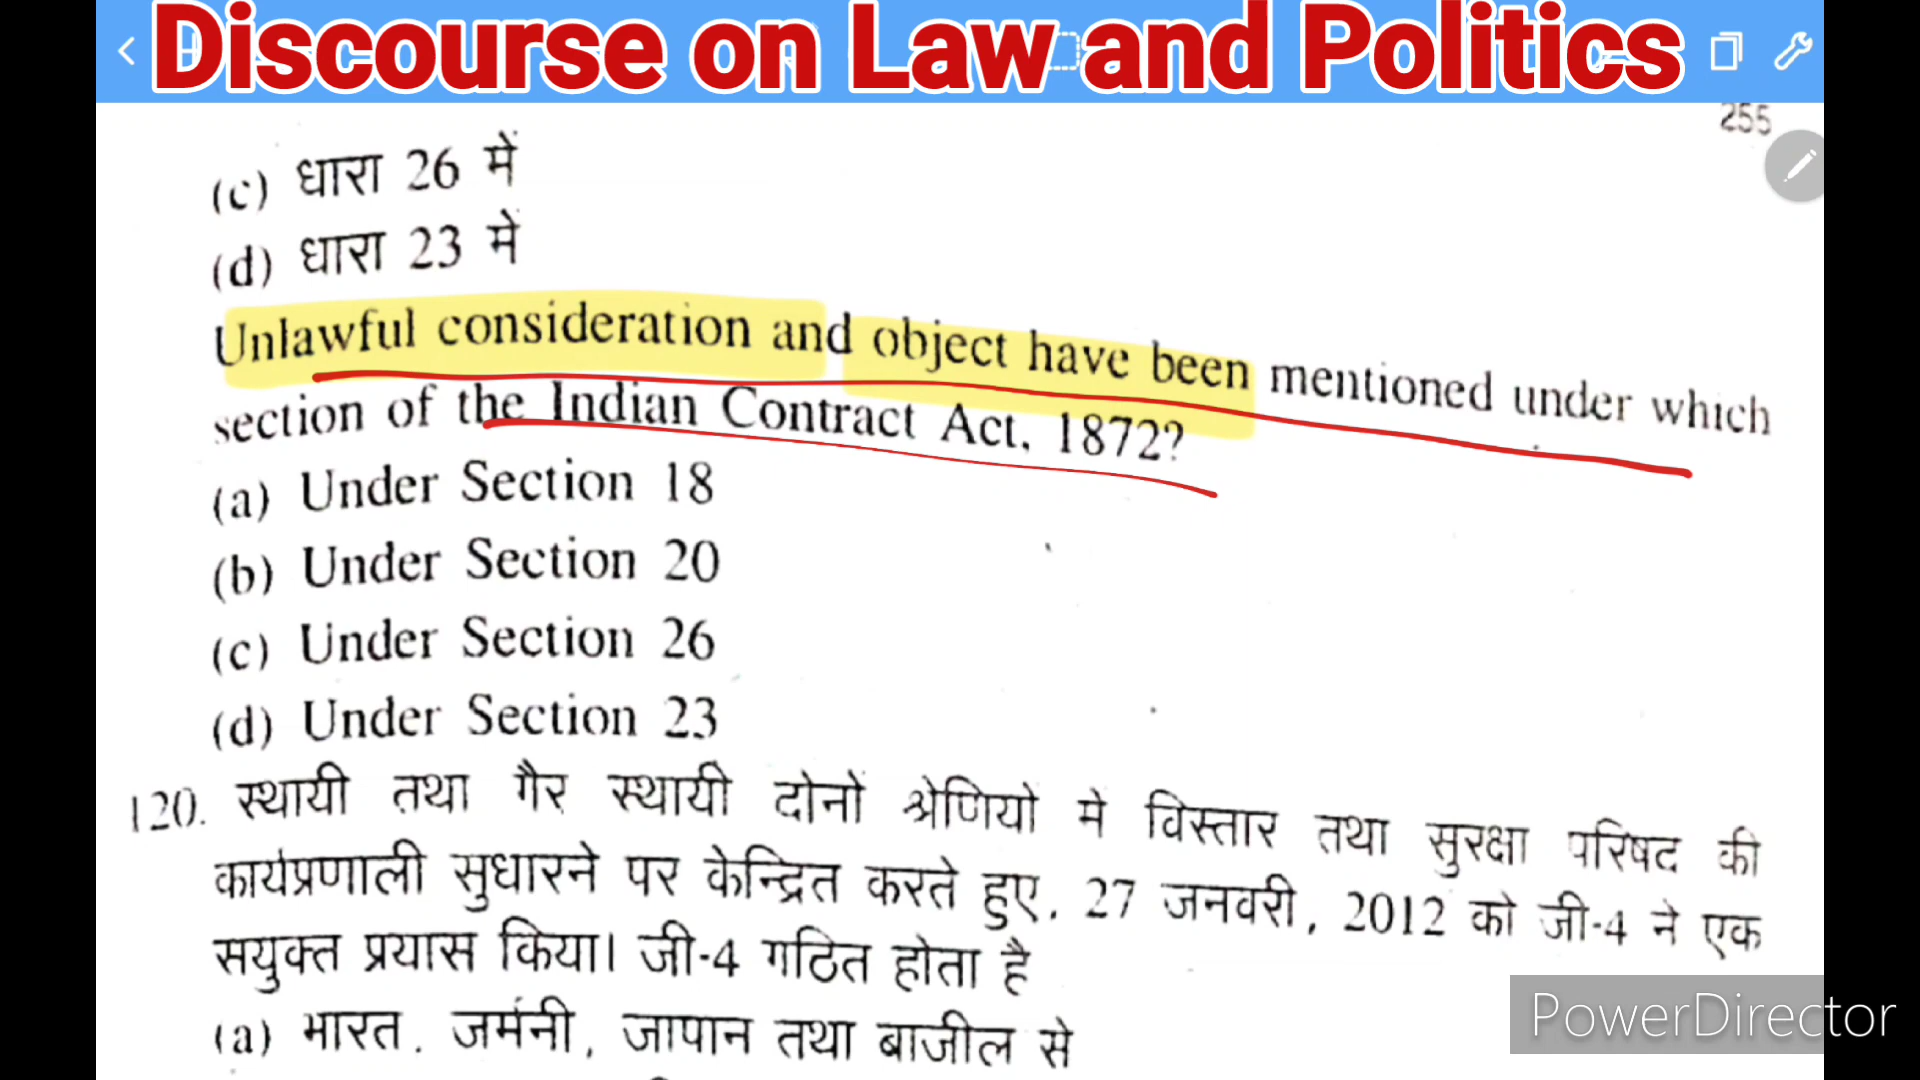 Discourse on Law and Politics
255
(c) धारा 26 में
(d) धारा 23 में
Unlawful consideration and object have been mentioned under which
section of the Indian Contract Act, 1872?
(a) Under Section 18
(b) Under Section 20
(c) Under Section 26
(d) Under Section 23
120. स्थायी तथा गैर स्थायी दोनों श्रेणियो मे विस्तार तथा सुरक्षा परिषद की
कार्यप्रणाली सुधारने पर केन्द्रित करते हुए, 27 जनवरी, 2012 को जी-4 ने एक
सयुक्त प्रयास किया। जी-4 गठित होता है
(a) भारत, जर्मनी, जापान तथा बाजील से
PowerDirector